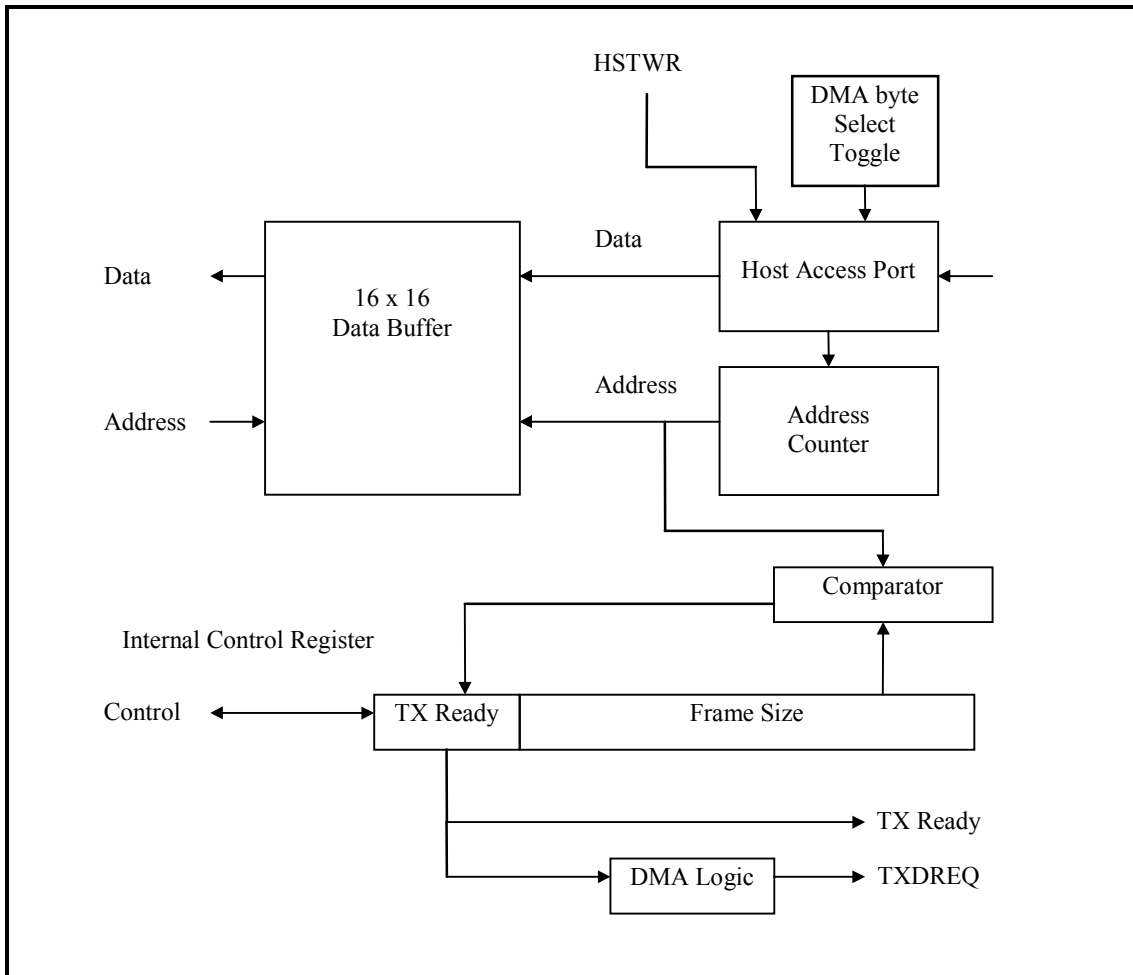 HSTWR
DMA byte
Select
Toggle
Data
Host Access Port
Data
16 x 16
Data Buffer
Address
Address
Address
Counter
Comparator
Internal Control Register
Control
TX Ready
Frame Size
TX Ready
DMA Logic
TXDREQ